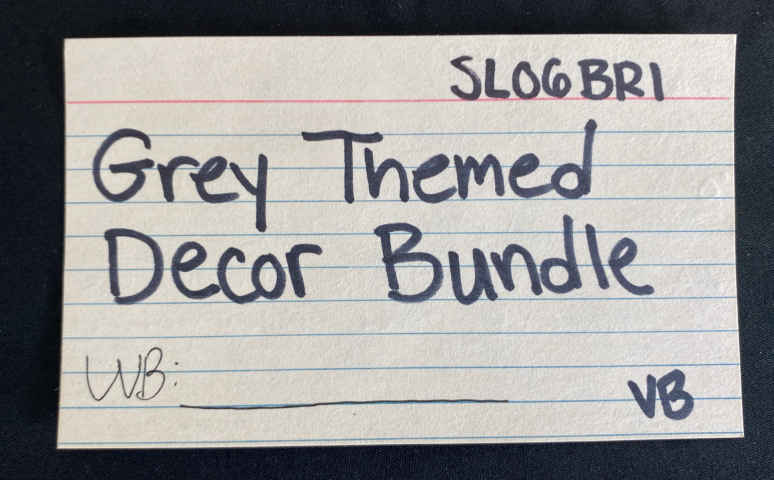 SL06BR1
Grey Themed
Decor Bundle
WB:
VB